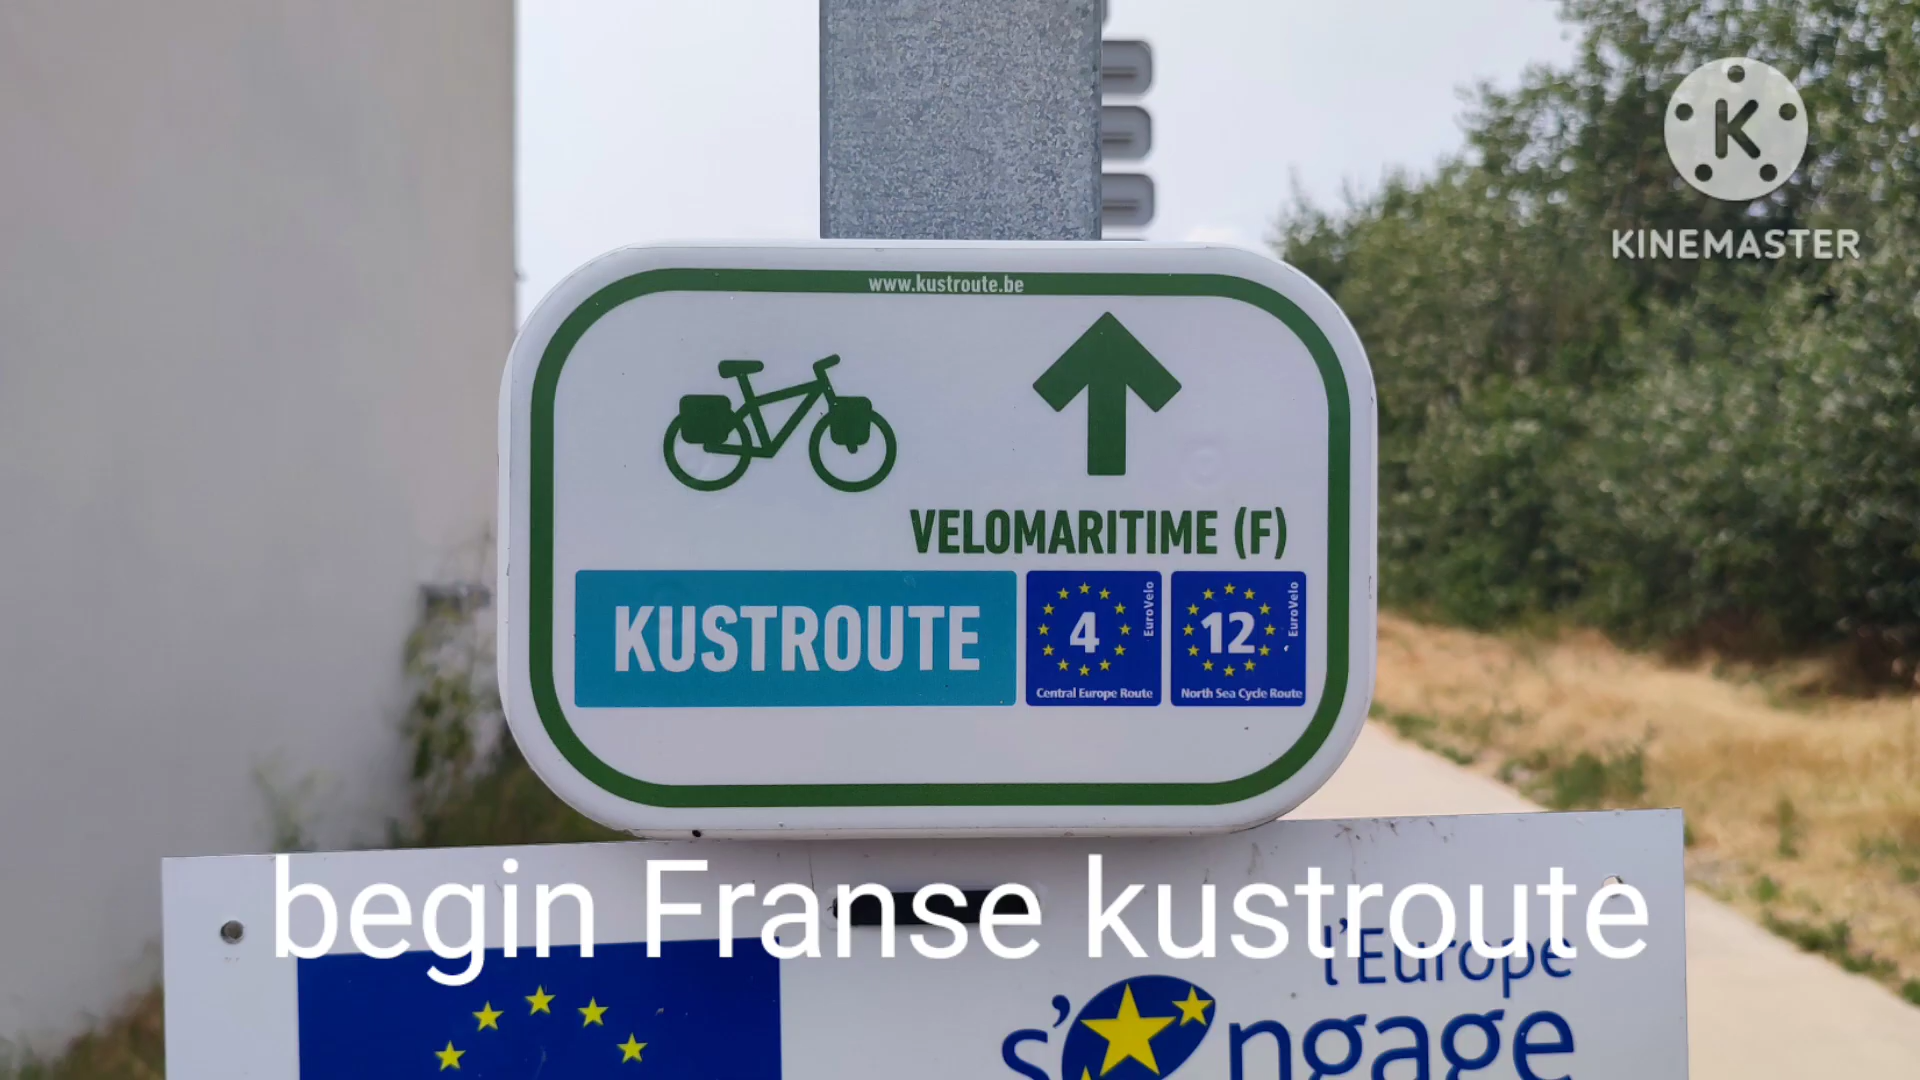 K
KINEMASTER
www.kustroute.be
VELOMARITIME (F)
KUSTROUTE
4
EuroVelo
Central Europe Route
12
EuroVelo
North Sea Cycle Route
begin Franse kustroute
l'Europe
s'engage